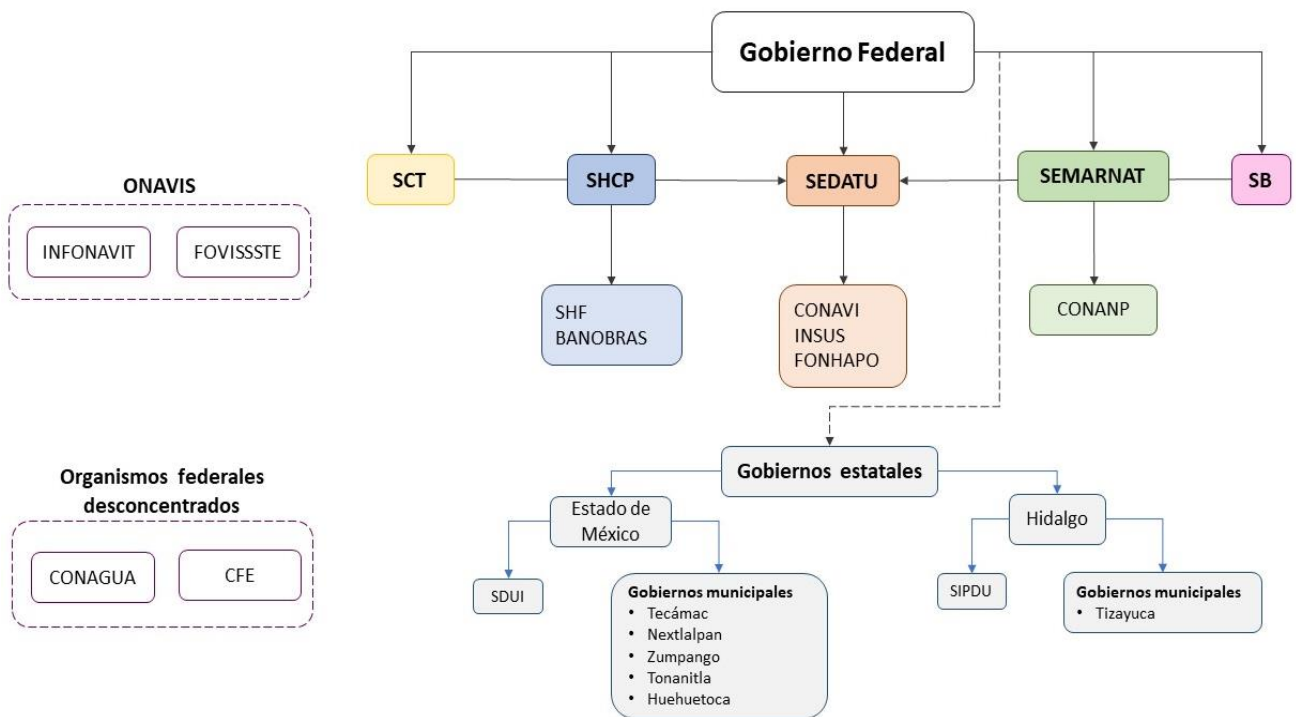 Gobierno Federal
SCT
SHCP
SEDATU
SEMARNAT
SB
ONAVIS
INFONAVIT
FOVISSSTE
SHF
BANOBRAS
CONAVI
INSUS
FONHAPO
CONANP
Organismos federales
desconcentrados
CONAGUA
CFE
Gobiernos estatales
Estado de
México
Hidalgo
SDUI
Gobiernos municipales
• Tecámac
• Nextlalpan
• Zumpango
• Tonanitla
• Huehuetoca
SIPDU
Gobiernos municipales
• Tizayuca